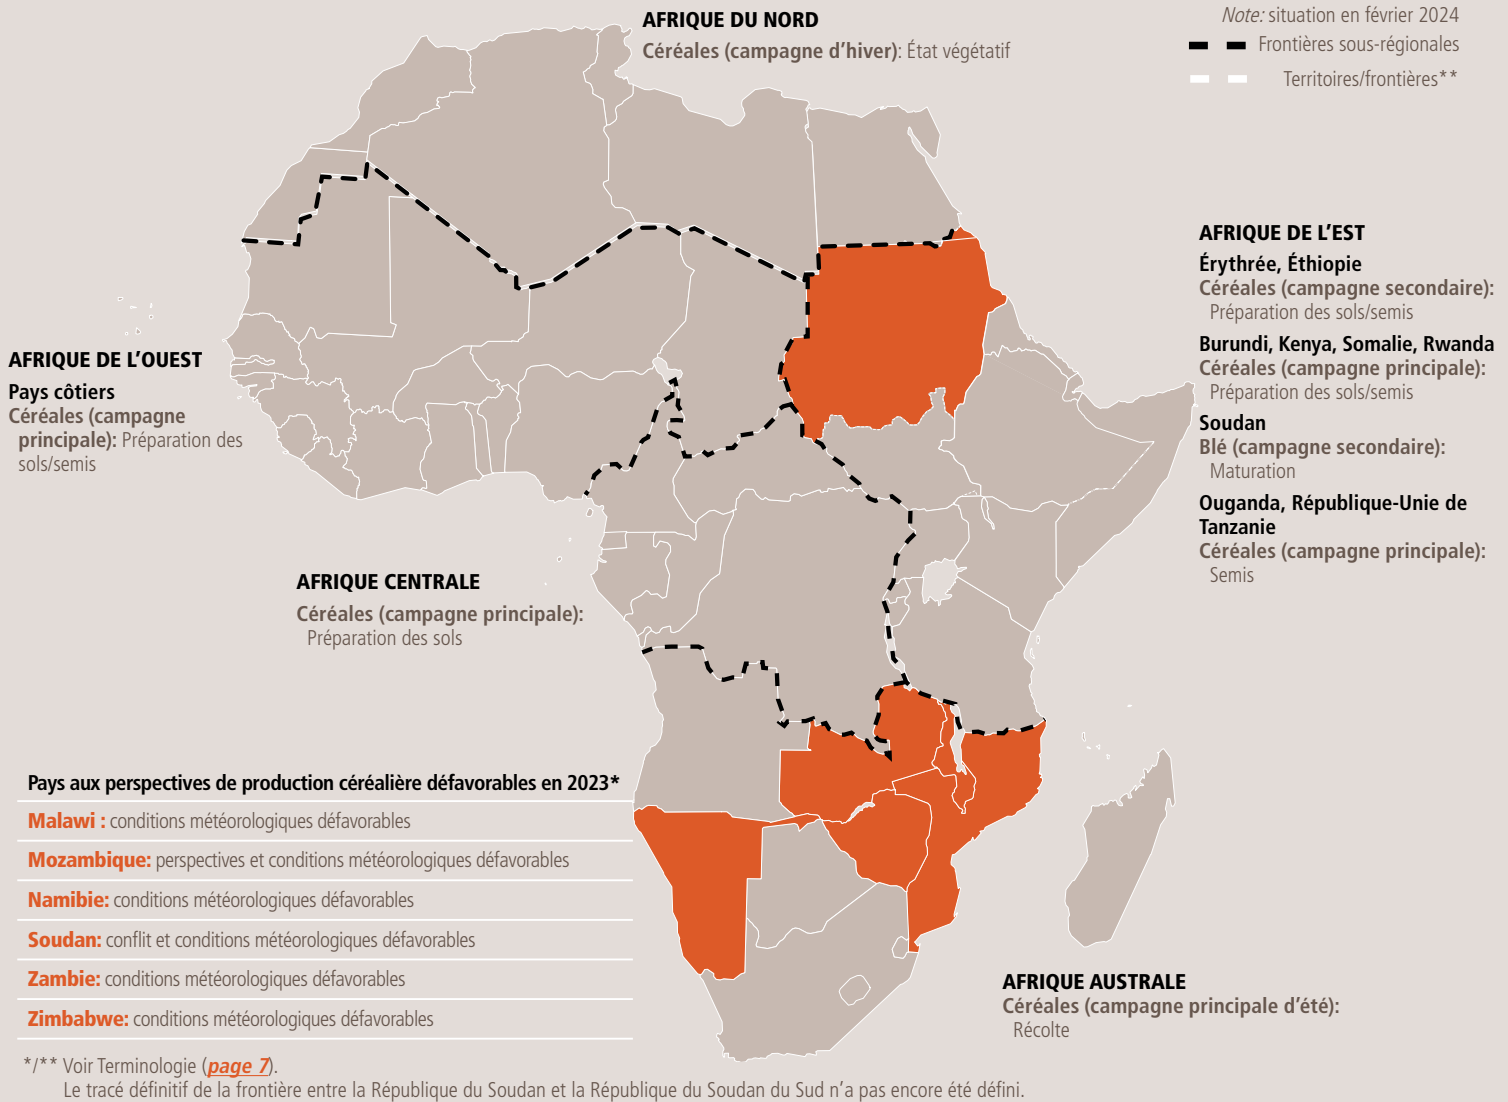 AFRIQUE DU NORD
Céréales (campagne d'hiver): État végétatif
Note: situation en février 2024
Frontières sous-régionales
Territoires/frontières**
AFRIQUE DE L'OUEST
Pays côtiers
Céréales (campagne
principale): Préparation des
sols/semis
AFRIQUE CENTRALE
Céréales (campagne principale):
Préparation des sols
AFRIQUE DE L'EST
Érythrée, Éthiopie
Céréales (campagne secondaire):
Préparation des sols/semis
Burundi, Kenya, Somalie, Rwanda
Céréales (campagne principale):
Préparation des sols/semis
Soudan
Blé (campagne secondaire):
Maturation
Ouganda, République-Unie de
Tanzanie
Céréales (campagne principale):
Semis
Pays aux perspectives de production céréalière défavorables en 2023*
Malawi : conditions météorologiques défavorables
Mozambique: perspectives et conditions météorologiques défavorables
Namibie: conditions météorologiques défavorables
Soudan: conflit et conditions météorologiques défavorables
Zambie: conditions météorologiques défavorables
Zimbabwe: conditions météorologiques défavorables
AFRIQUE AUSTRALE
Céréales (campagne principale d'été):
Récolte
*/** Voir Terminologie (page 7).
Le tracé définitif de la frontière entre la République du Soudan et la République du Soudan du Sud n'a pas encore été défini.